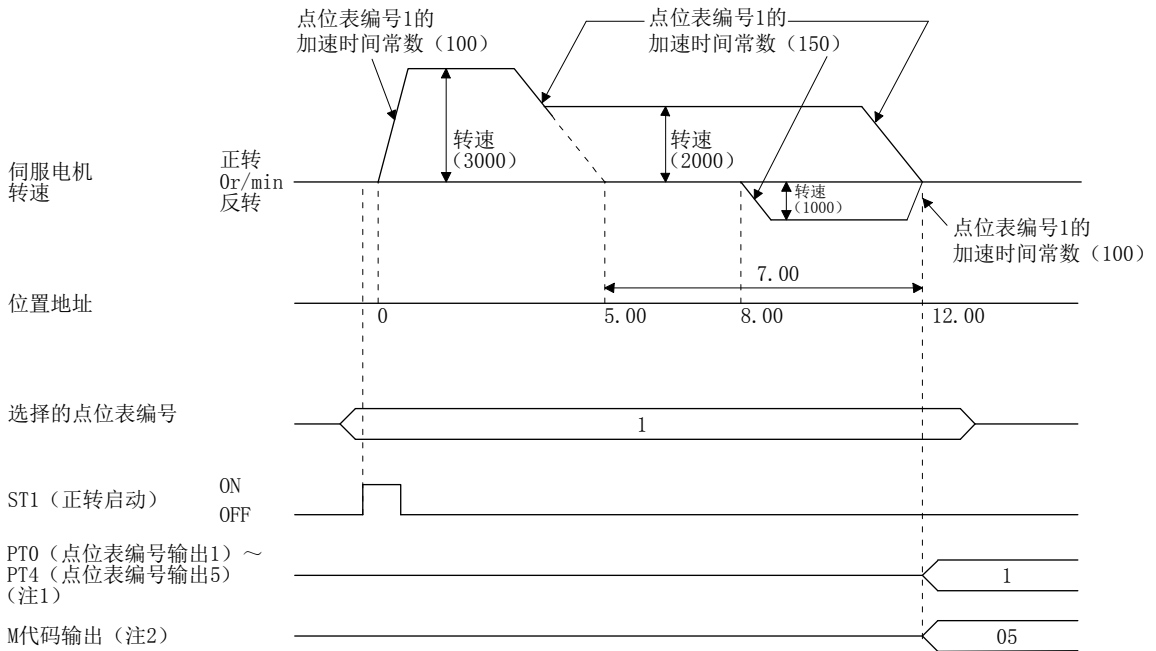 点位表编号1的
加速时间常数（100）
点位表编号1的
加速时间常数（150）
伺服电机
转速
正转
0r/min
反转
转速
（3000）
转速
（2000）
转速
（1000）
点位表编号1的
加速时间常数（100）
7.00
位置地址
0
5.00
8.00
12.00
选择的点位表编号
1
ST1（正转启动）
ON
OFF
PT0（点位表编号输出1）～
PT4（点位表编号输出5）
（注1）
1
M代码输出（注2）
05